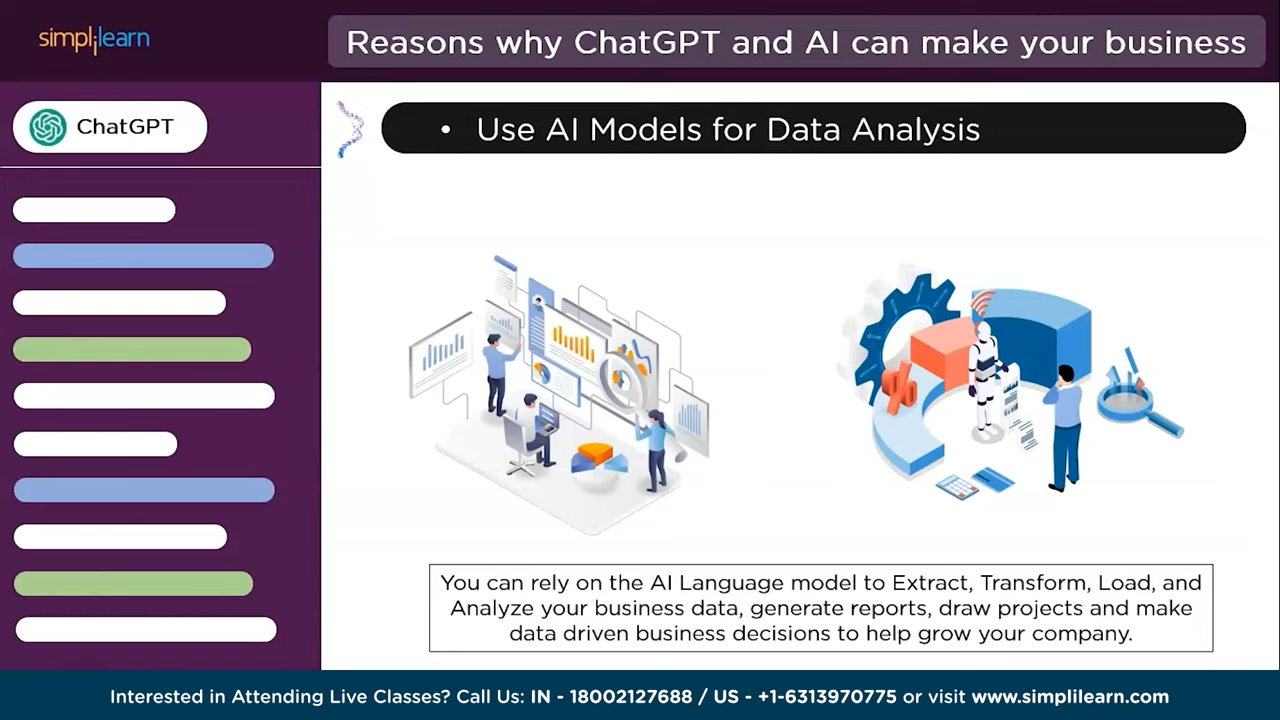 simplilearn
Reasons why ChatGPT and AI can make your business
ChatGPT
• Use AI Models for Data Analysis
%
You can rely on the AI Language model to Extract, Transform, Load, and
Analyze your business data, generate reports, draw projects and make
data driven business decisions to help grow your company.
Interested in Attending Live Classes? Call Us: IN - 18002127688 / US - +1-6313970775 or visit www.simplilearn.com